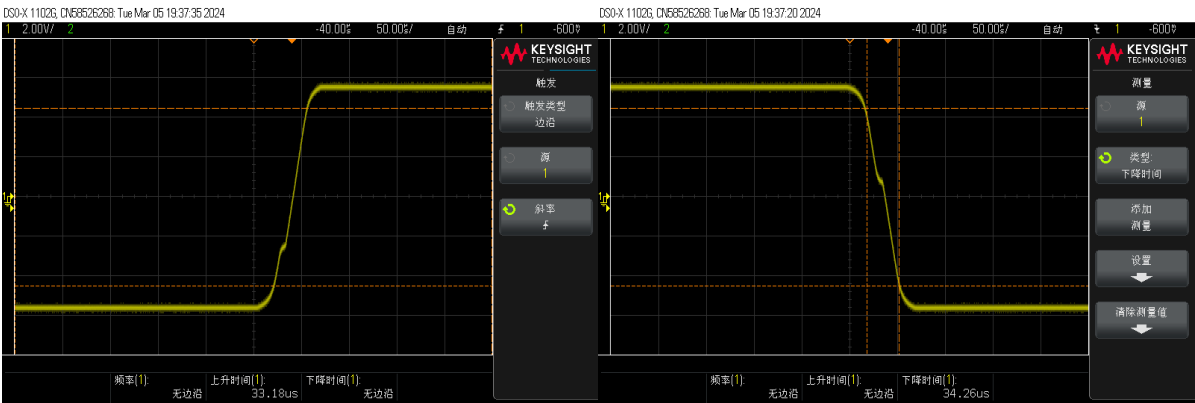 DSO-X 1102G, CN58526268: Tue Mar 05 19:37:35 2024
1 2.00V/ 2 -40.00s 50.00s/ 自动 1 -600
KEYSIGHT
TECHNOLOGIES
触发
触发类型
边沿
源
1
斜率
频率(1): 上升时间(1): 下降时间(1):
无边沿 33.18us 无边沿
DSO-X 1102G, CN58526268: Tue Mar 05 19:37:20 2024
1 2.00V/ 2 -40.00s 50.00s/ 自动 1 -600
KEYSIGHT
TECHNOLOGIES
测量
源
1
类型:
下降时间
添加
测量
设置
清除测量值
频率(1): 上升时间(1): 下降时间(1):
无边沿 无边沿 34.26us